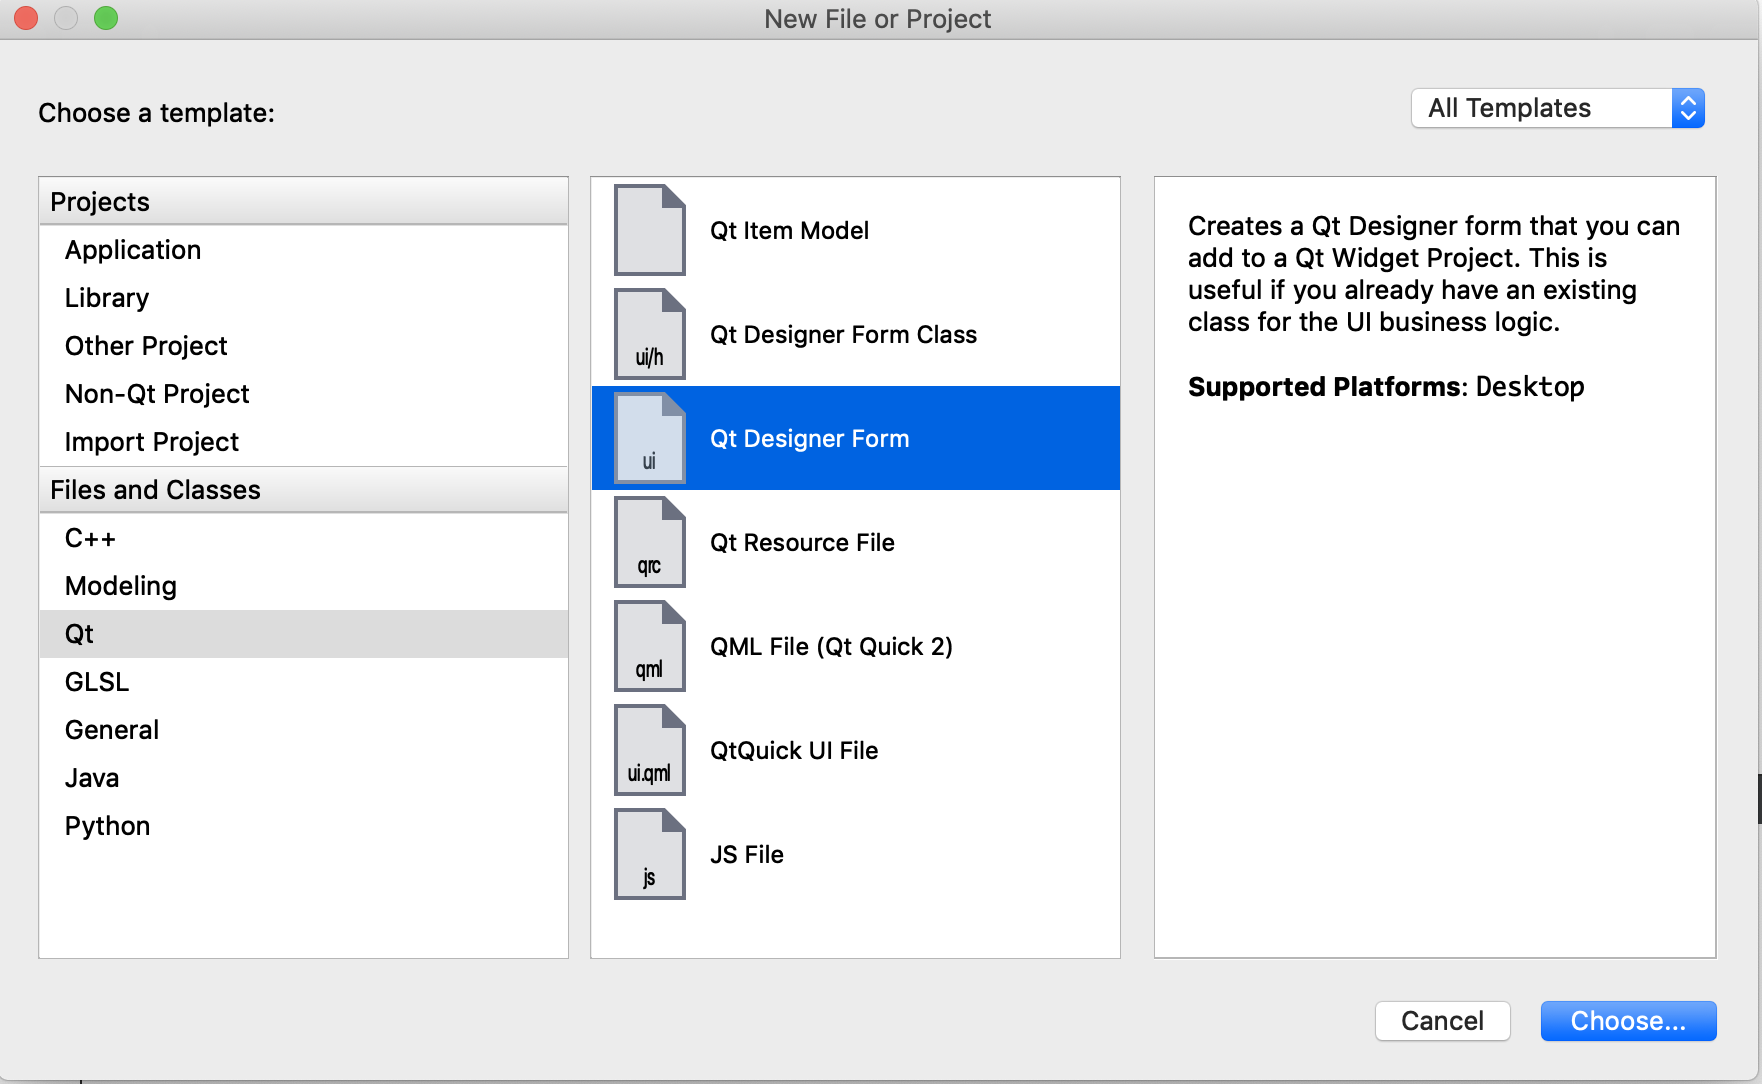 New File or Project
Choose a template:
All Templates
Projects
Application
Library
Other Project
Non-Qt Project
Import Project
Files and Classes
C++
Modeling
Qt
GLSL
General
Java
Python
Qt Item Model
ui/h
Qt Designer Form Class
ui
Qt Designer Form
qrc
Qt Resource File
qml
QML File (Qt Quick 2)
ui.qml
QtQuick UI File
js
JS File
Creates a Qt Designer form that you can
add to a Qt Widget Project. This is
useful if you already have an existing
class for the UI business logic.
Supported Platforms: Desktop
Cancel
Choose...